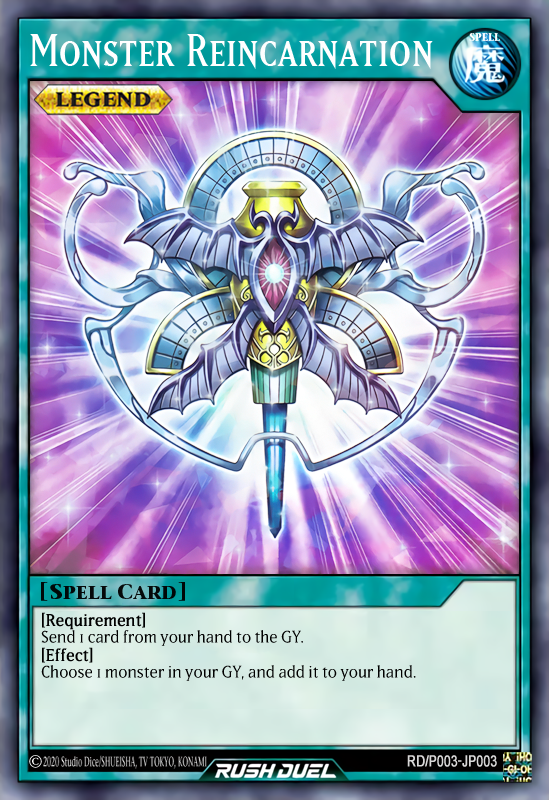 MONSTER REINCARNATION
SPELL
魔
LEGEND
[SPELL CARD]
[Requirement]
Send 1 card from your hand to the GY.
[Effect]
Choose 1 monster in your GY, and add it to your hand.
©2020 Studio Dice/SHUEISHA, TV TOKYO, KONAMI
RUSH DUEL
RD/P003-JP003